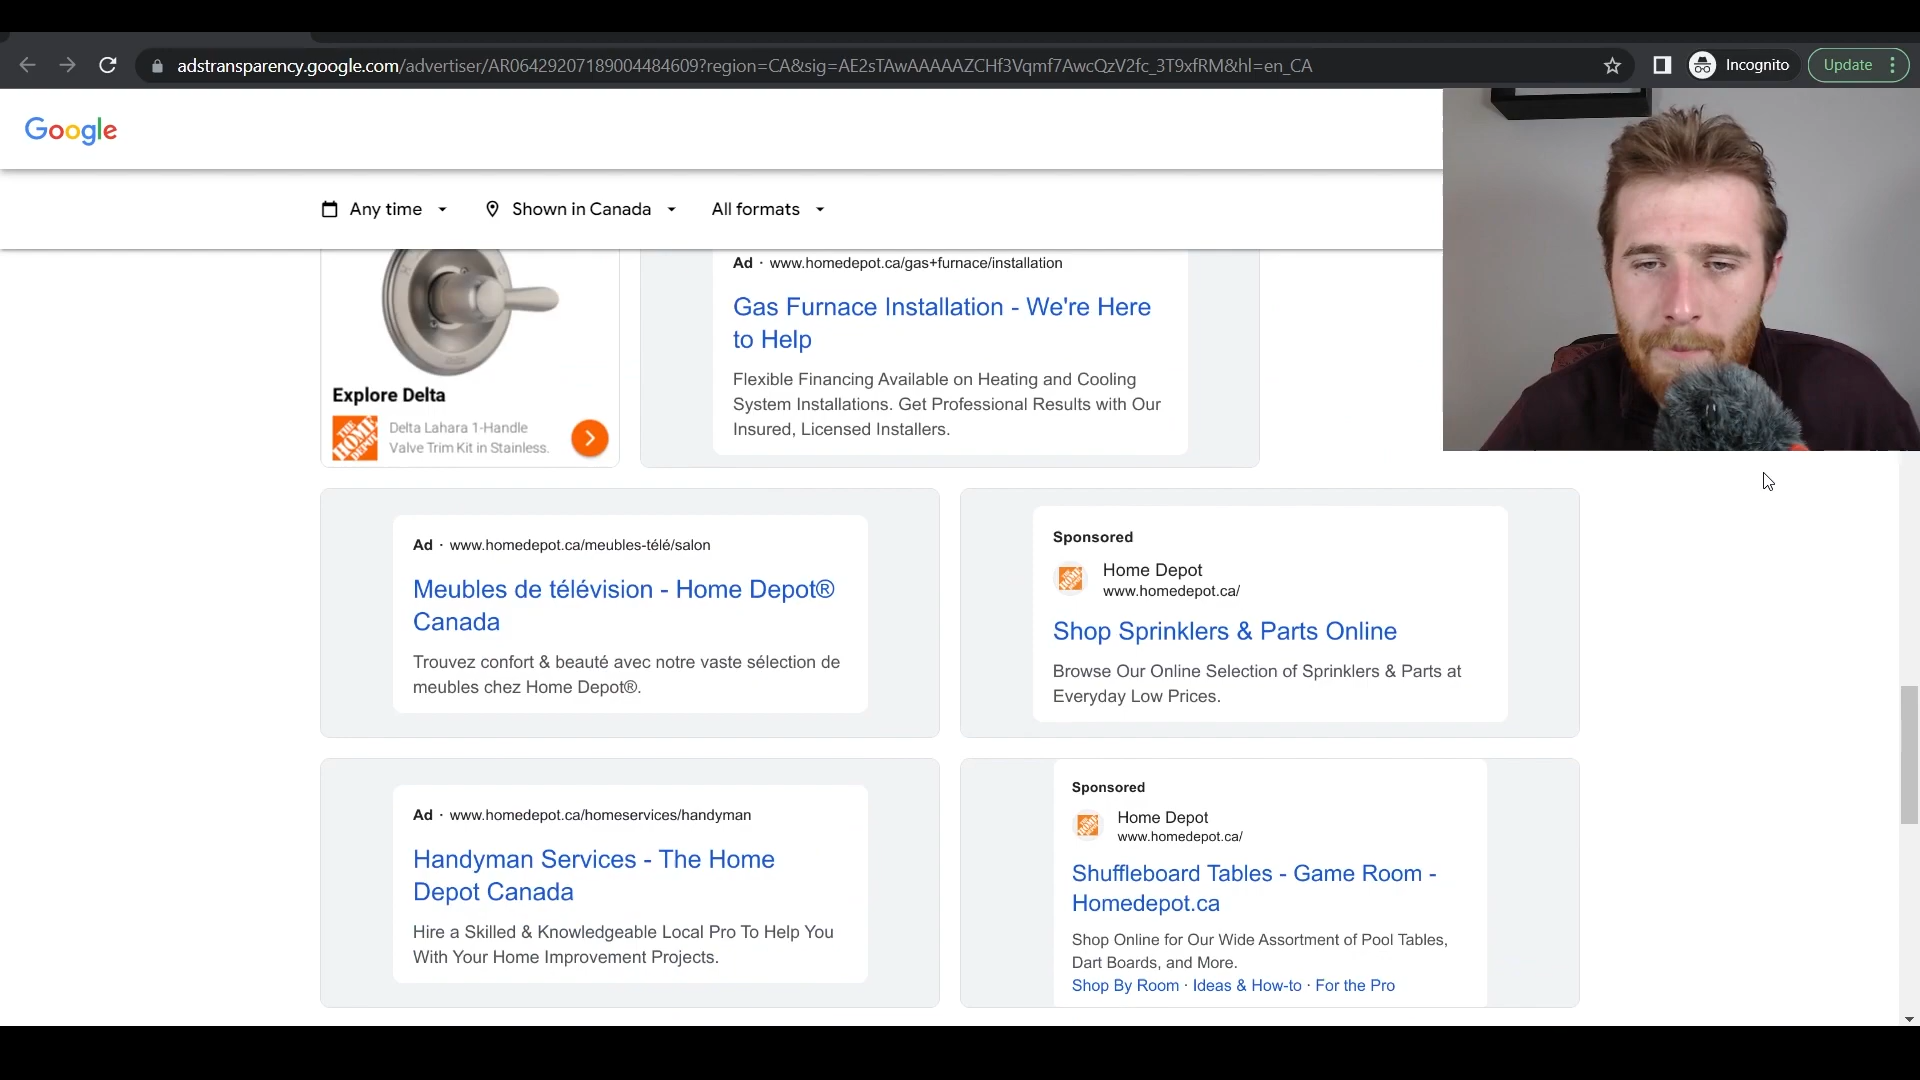 adstransparency.google.com/advertiser/AR06429207189004484609?region=CA&sig=AE2sTAwAAAAAZCHf3Vqmf7AwcQzV2fc_3T9xfRM&hl=en_CA
Incognito
Update
Google
Any time
Shown in Canada
All formats
Explore Delta
THE HOME DEPOT
Delta Lahara 1-Handle
Valve Trim Kit in Stainless.
Ad · www.homedepot.ca/gas+furnace/installation
Gas Furnace Installation - We're Here
to Help
Flexible Financing Available on Heating and Cooling
System Installations. Get Professional Results with Our
Insured, Licensed Installers.
Ad · www.homedepot.ca/meubles-télé/salon
Meubles de télévision - Home Depot®
Canada
Trouvez confort & beauté avec notre vaste sélection de
meubles chez Home Depot®.
Sponsored
Home Depot
www.homedepot.ca/
Shop Sprinklers & Parts Online
Browse Our Online Selection of Sprinklers & Parts at
Everyday Low Prices.
Ad · www.homedepot.ca/homeservices/handyman
Handyman Services - The Home
Depot Canada
Hire a Skilled & Knowledgeable Local Pro To Help You
With Your Home Improvement Projects.
Sponsored
Home Depot
www.homedepot.ca/
Shuffleboard Tables - Game Room -
Homedepot.ca
Shop Online for Our Wide Assortment of Pool Tables,
Dart Boards, and More.
Shop By Room · Ideas & How-to · For the Pro